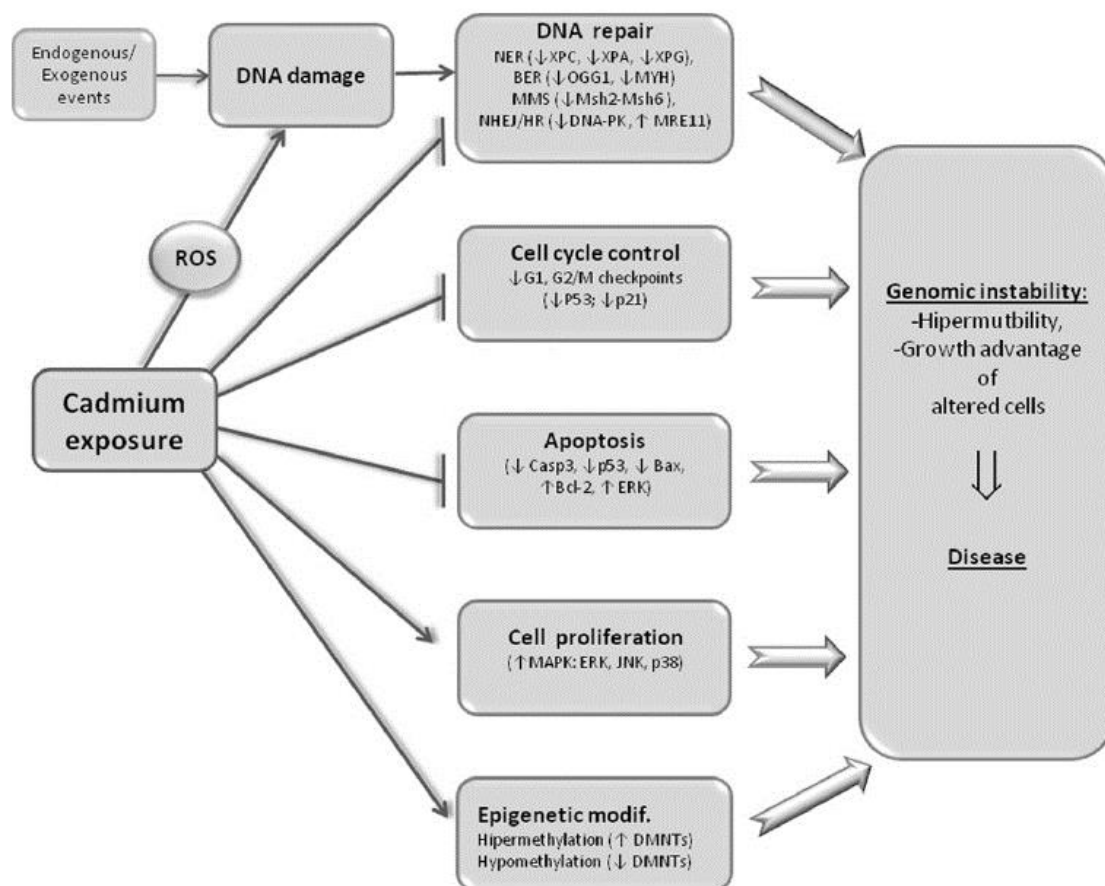 Endogenous/
Exogenous
events
DNA damage
DNA repair
NER (↓XPC, ↓XPA, ↓XPG),
BER (↓OGG1, ↓MYH)
MMS (↓Msh2-Msh6),
NHEJ/HR (↓DNA-PK, ↑ MRE11)
ROS
Cell cycle control
↓G1, G2/M checkpoints
(↓P53; ↓p21)
Cadmium
exposure
Apoptosis
(↓ Casp3, ↓p53, ↓ Bax,
↑Bcl-2, ↑ ERK)
Cell proliferation
(↑MAPK: ERK, JNK, p38)
Epigenetic modif.
Hipermethylation (↑ DMNTs)
Hypomethylation (↓ DMNTs)
Genomic instability:
-Hipermutbility,
-Growth advantage
of
altered cells
Disease